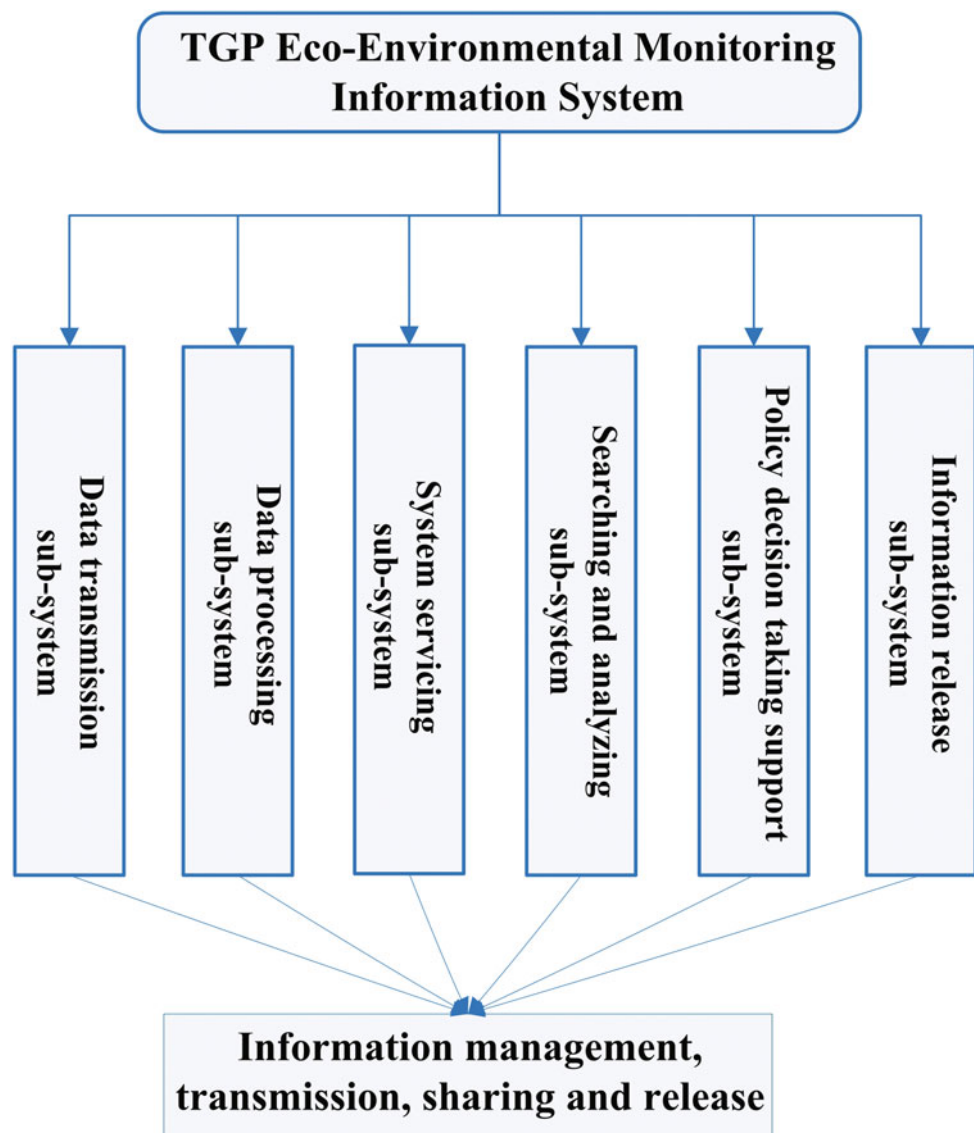 TGP Eco-Environmental Monitoring
Information System
Data transmission
sub-system
Data processing
sub-system
System servicing
sub-system
Searching and analyzing
sub-system
Policy decision taking support
sub-system
Information release
sub-system
Information management,
transmission, sharing and release